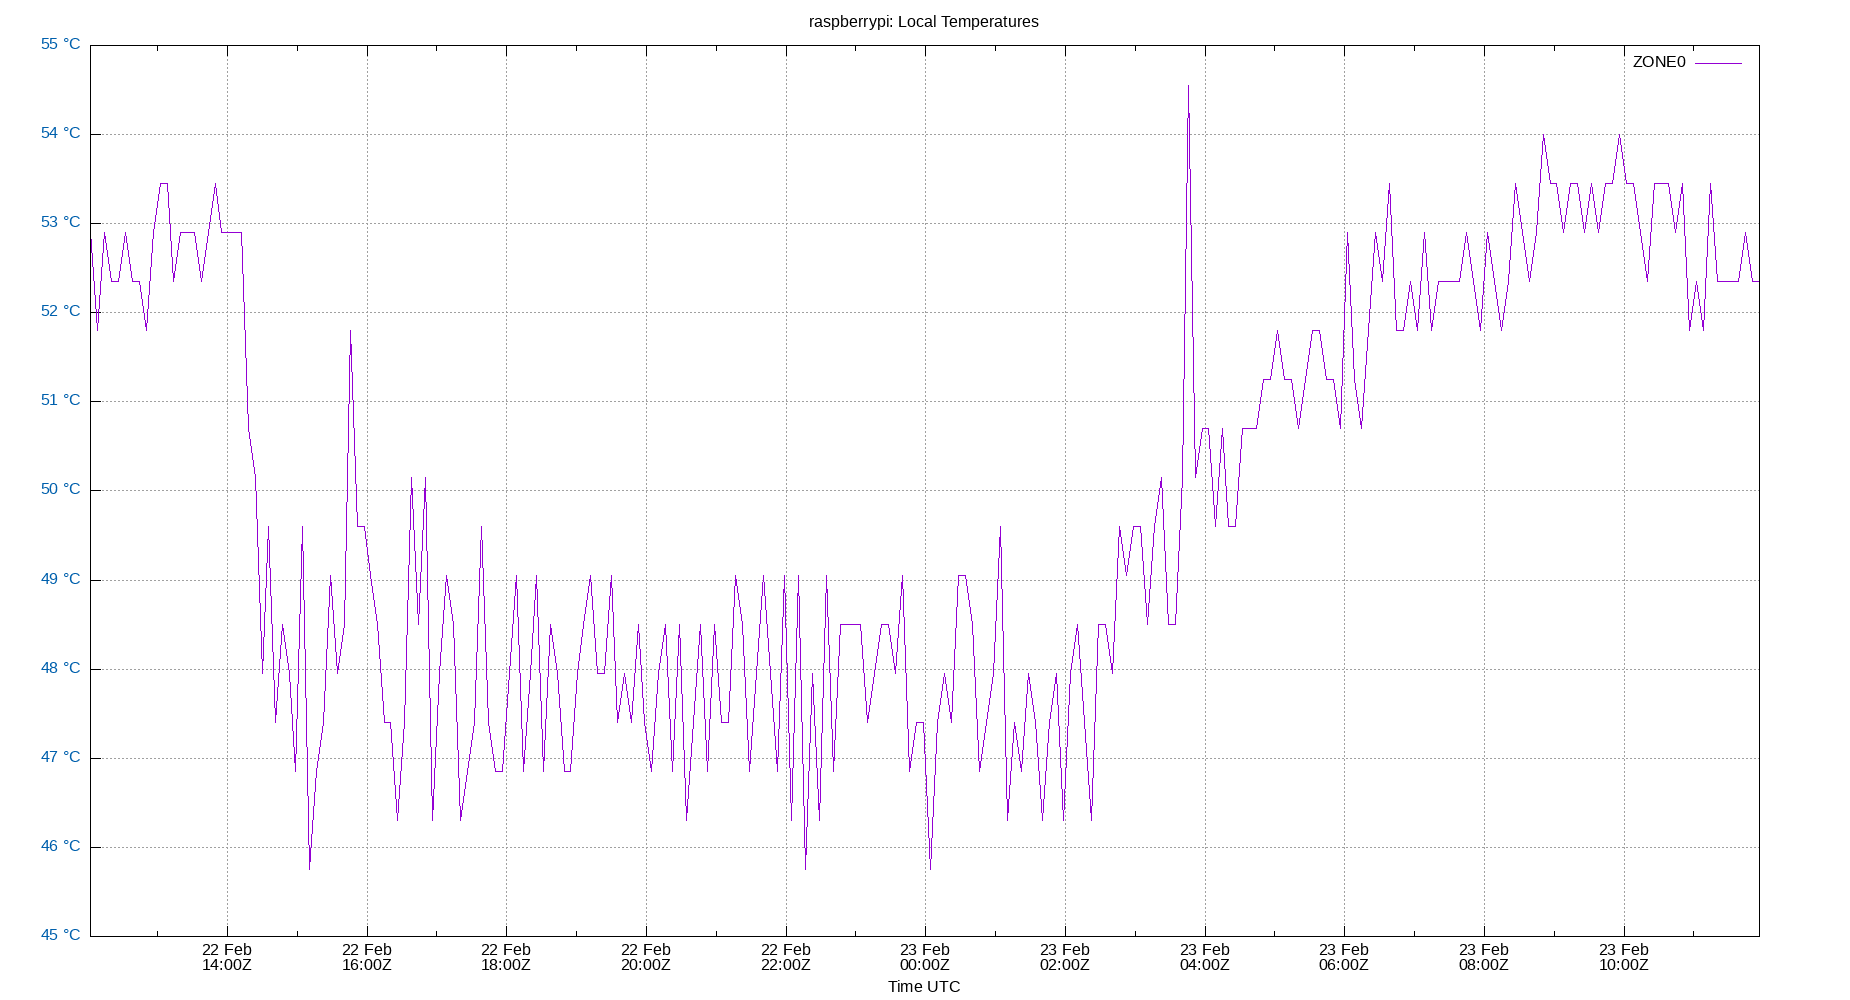 raspberrypi: Local Temperatures
ZONE0
55 °C
54 °C
53 °C
52 °C
51 °C
50 °C
49 °C
48 °C
47 °C
46 °C
45 °C
22 Feb
14:00Z
22 Feb
16:00Z
22 Feb
18:00Z
22 Feb
20:00Z
22 Feb
22:00Z
23 Feb
00:00Z
23 Feb
02:00Z
23 Feb
04:00Z
23 Feb
06:00Z
23 Feb
08:00Z
23 Feb
10:00Z
Time UTC